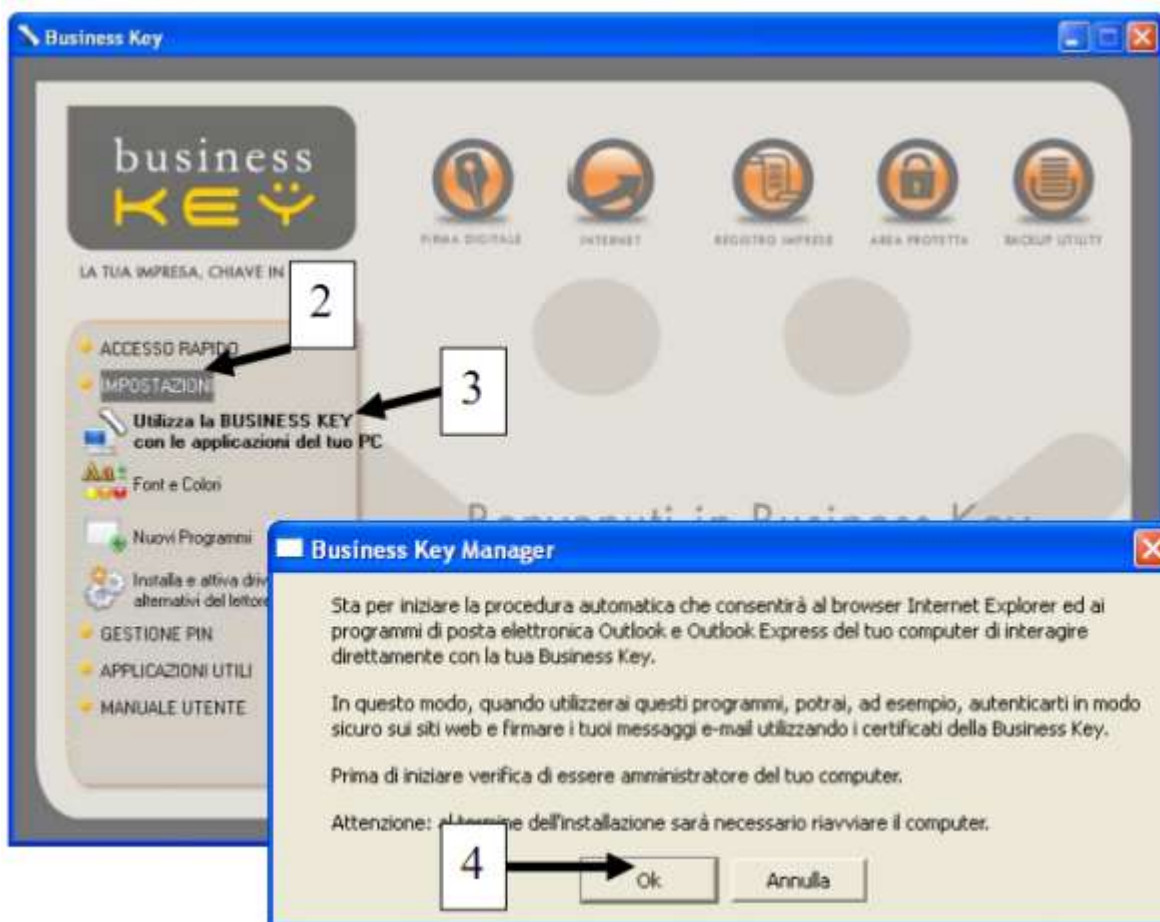 Business Key
business
KEY
FIRMA DIGITALE
INTERNET
REGISTRO IMPRESE
AREA PROTETTA
BACKUP UTILITY
LA TUA IMPRESA, CHIAVE IN
2
ACCESSO RAPIDO
IMPOSTAZIONI
3
Utilizza la BUSINESS KEY
con le applicazioni del tuo PC
Font e Colori
Benvenuti in Business Key
Nuovi Programmi
Installa e attiva driv
alternativi del lettore
GESTIONE PIN
APPLICAZIONI UTILI
MANUALE UTENTE
Business Key Manager
Sta per iniziare la procedura automatica che consentirà al browser Internet Explorer ed ai
programmi di posta elettronica Outlook e Outlook Express del tuo computer di interagire
direttamente con la tua Business Key.
In questo modo, quando utilizzerai questi programmi, potrai, ad esempio, autenticarti in modo
sicuro sui siti web e firmare i tuoi messaggi e-mail utilizzando i certificati della Business Key.
Prima di iniziare verifica di essere amministratore del tuo computer.
Attenzione: al termine dell'installazione sarà necessario riavviare il computer.
4
Ok
Annulla